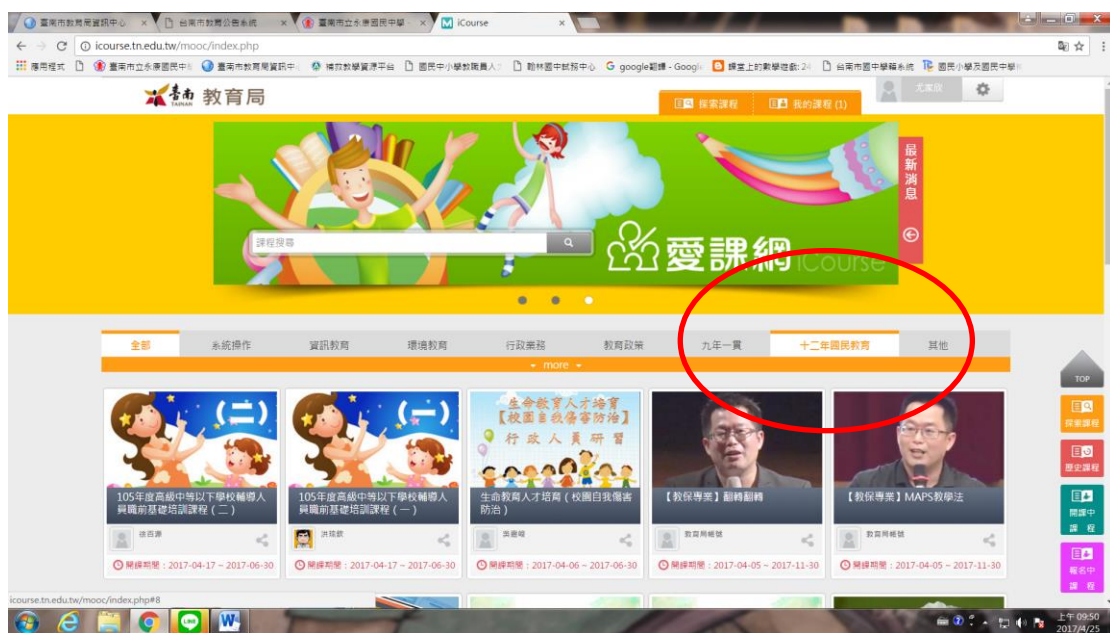 臺南市教育局資訊中心
台南市教育公告系統
臺南市立永康國民中學
iCourse
icourse.tn.edu.tw/mooc/index.php
應用程式
臺南市立永康國民中學
臺南市教育局資訊中心
補救教學資源平台
國民中小學教職員人
翰林國中試務中心
google翻譯 - Google
課堂上的數學遊戲: 24
台南市國中學籍系統
國民小學及國民中學
臺南 TAINAN 教育局
探索課程
我的課程 (1)
課程搜尋
愛課網 iCourse
最新消息
全部
系統操作
資訊教育
環境教育
行政業務
教育政策
九年一貫
十二年國民教育
其他
more
TOP
探索課程
歷史課程
開課中
課 程
報名中
課 程
(二)
105年度高級中等以下學校輔導人
員職前基礎培訓課程 (二)
開課期間 : 2017-04-17 ~ 2017-06-30
(一)
105年度高級中等以下學校輔導人
員職前基礎培訓課程 (一)
開課期間 : 2017-04-17 ~ 2017-06-30
生命教育人才培育
【校園自我傷害防治】
行政人員研習
生命教育人才培育 ( 校園自我傷害
防治 )
開課期間 : 2017-04-06 ~ 2017-06-30
【教保專業】翻轉翻轉
教育局帳號
開課期間 : 2017-04-05 ~ 2017-11-30
【教保專業】MAPS教學法
教育局帳號
開課期間 : 2017-04-05 ~ 2017-11-30
icourse.tn.edu.tw/mooc/index.php#8
上午 09:50
2017/4/25